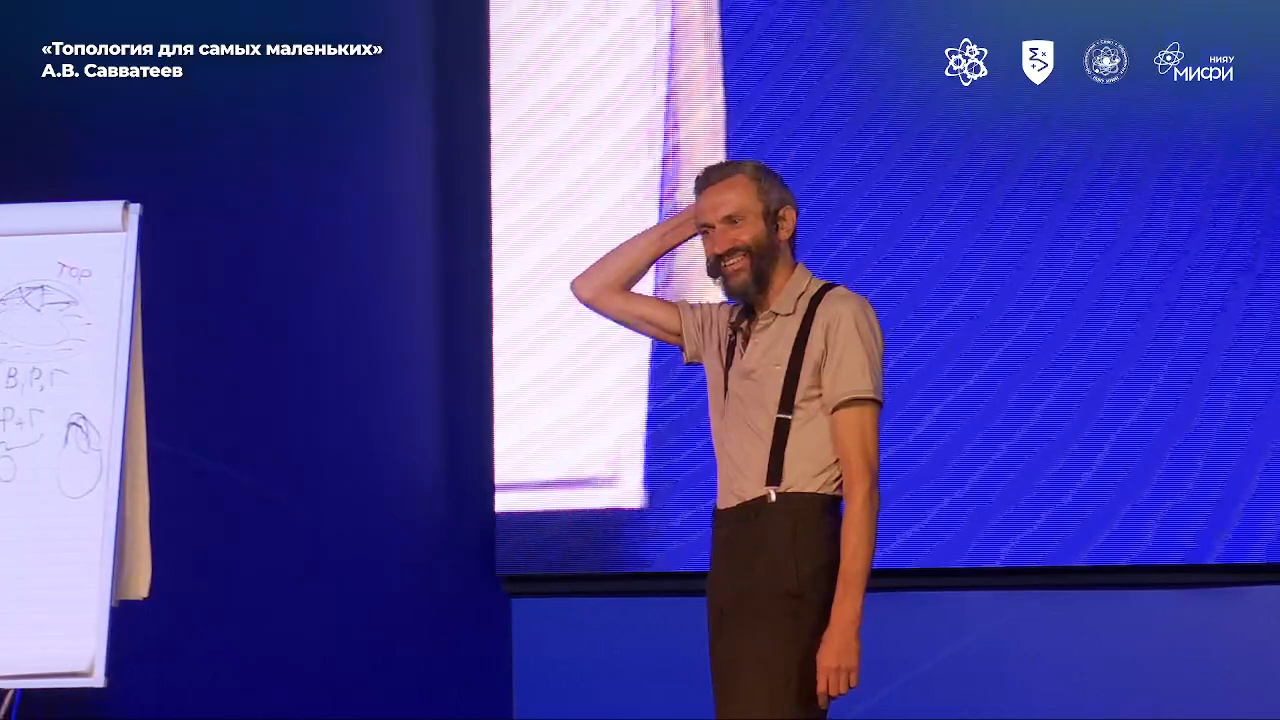 «Топология для самых маленьких»
А.В. Савватеев
НИЯУ
МИФИ
ТОР
В, Р, Г
Р+Г